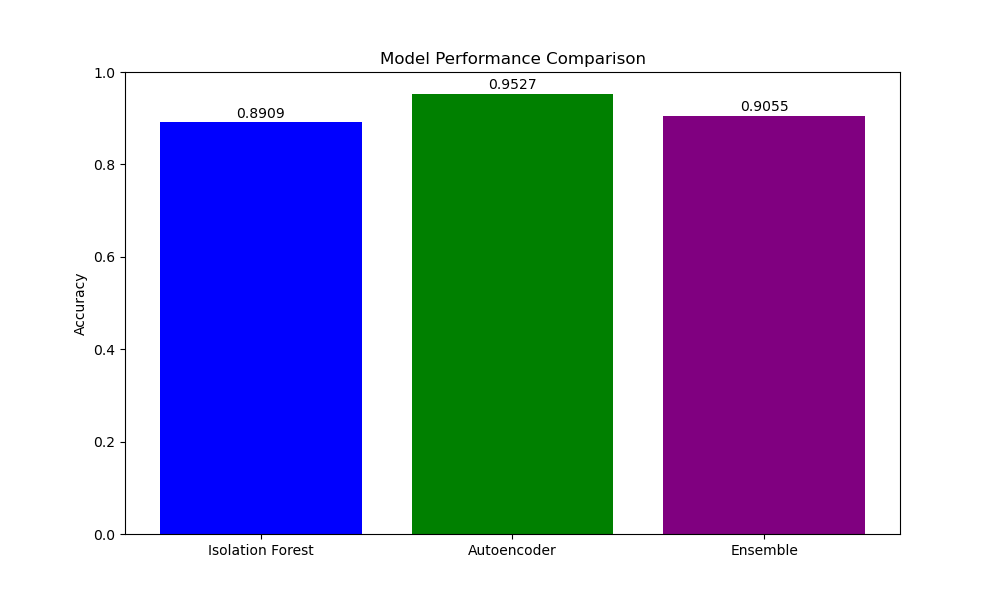 Model Performance Comparison
1.0
0.8
0.6
0.4
0.2
0.0
Accuracy
0.8909
0.9527
0.9055
Isolation Forest
Autoencoder
Ensemble